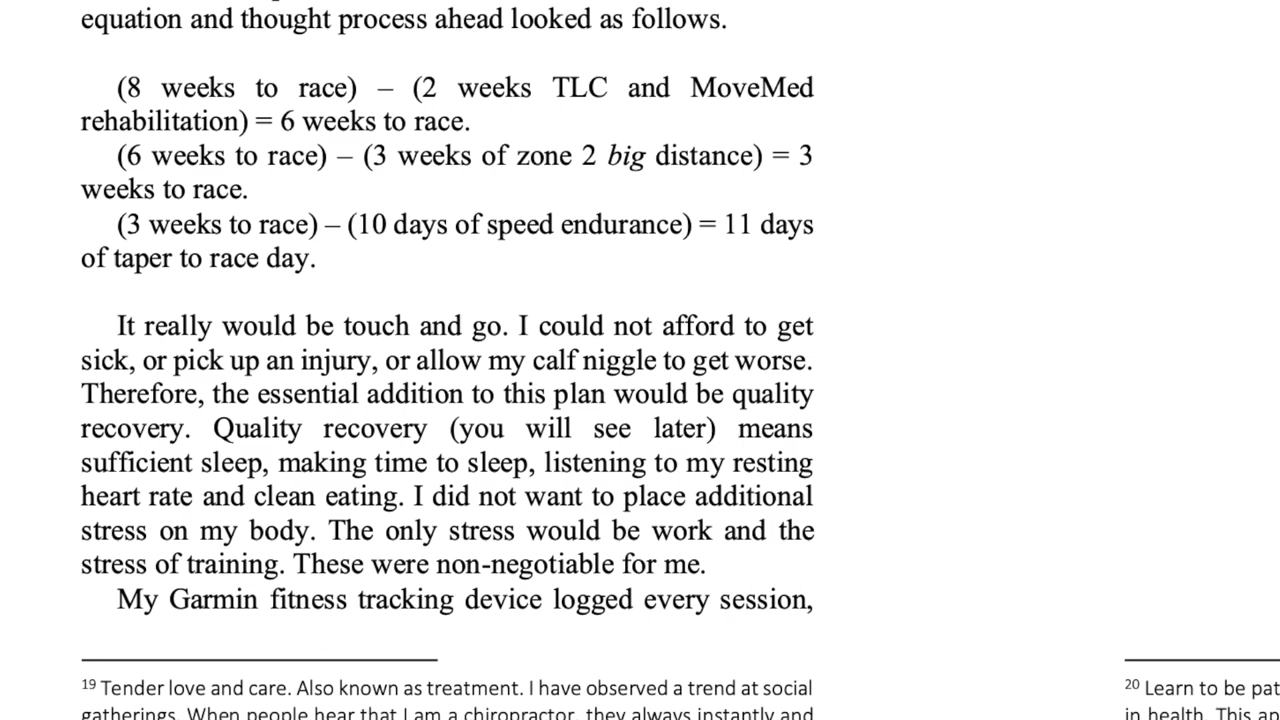 equation and thought process ahead looked as follows.
(8 weeks to race) – (2 weeks TLC and MoveMed
rehabilitation) = 6 weeks to race.
(6 weeks to race) – (3 weeks of zone 2 big distance) = 3
weeks to race.
(3 weeks to race) – (10 days of speed endurance) = 11 days
of taper to race day.
It really would be touch and go. I could not afford to get
sick, or pick up an injury, or allow my calf niggle to get worse.
Therefore, the essential addition to this plan would be quality
recovery. Quality recovery (you will see later) means
sufficient sleep, making time to sleep, listening to my resting
heart rate and clean eating. I did not want to place additional
stress on my body. The only stress would be work and the
stress of training. These were non-negotiable for me.
My Garmin fitness tracking device logged every session,
19 Tender love and care. Also known as treatment. I have observed a trend at social
gatherings. When people hear that I am a chiropractor, they always instantly and
20 Learn to be pat
in health. This ap